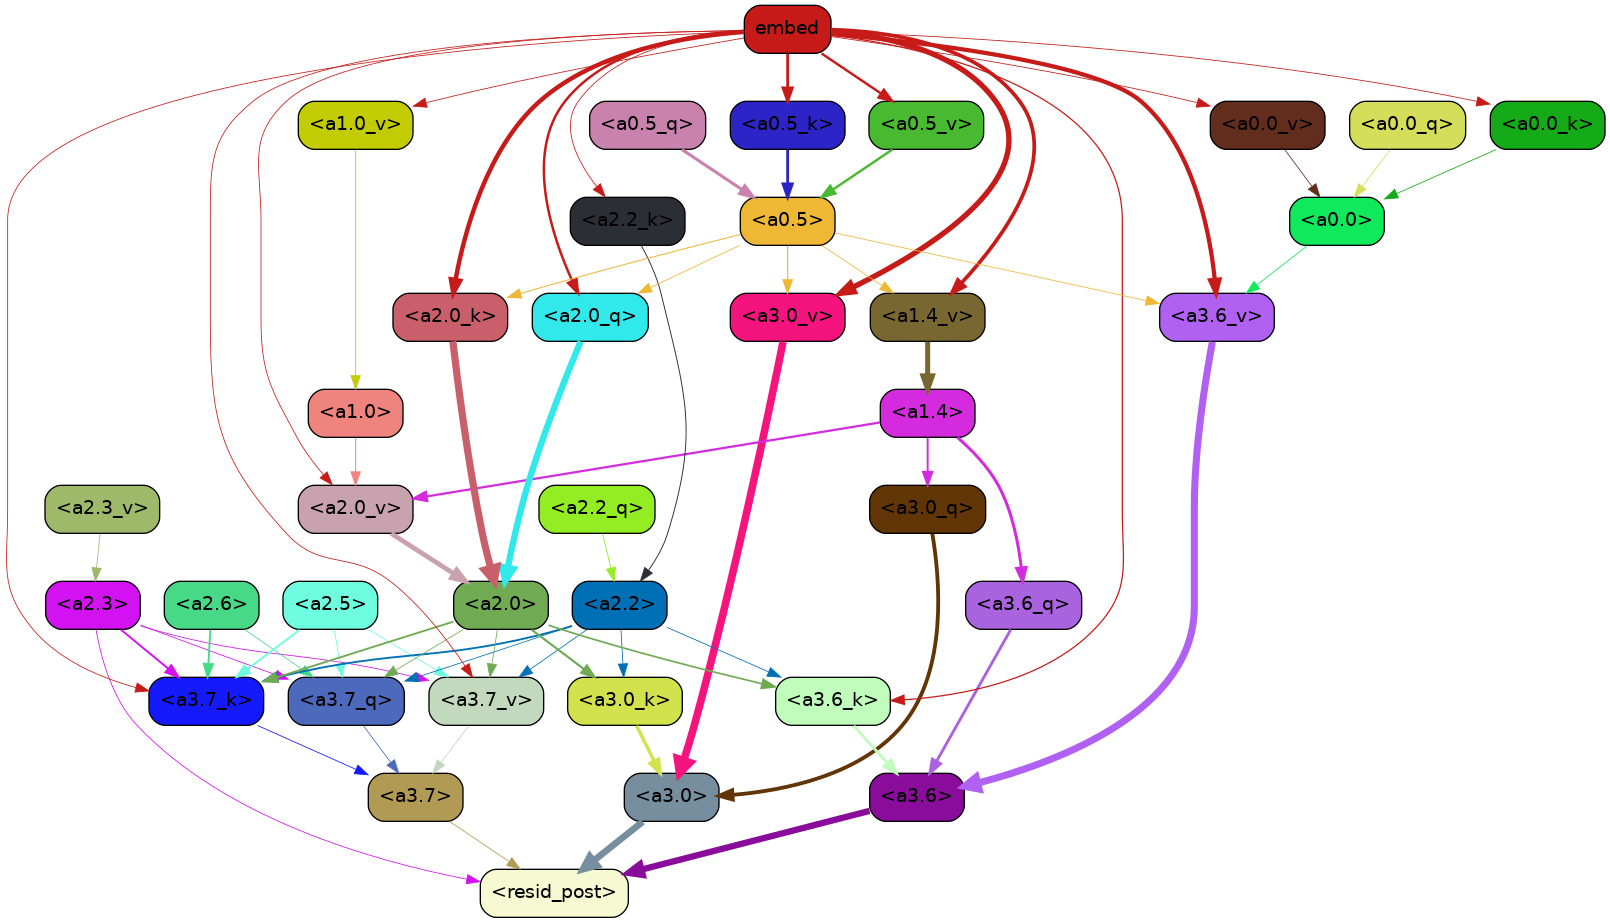 embed
<a1.0_v>
<a0.5_q>
<a0.5_k>
<a0.5_v>
<a0.0_v>
<a0.0_q>
<a0.0_k>
<a2.2_k>
<a0.5>
<a0.0>
<a2.0_k>
<a2.0_q>
<a3.0_v>
<a1.4_v>
<a3.6_v>
<a1.0>
<a1.4>
<a2.3_v>
<a2.0_v>
<a2.2_q>
<a3.0_q>
<a2.3>
<a2.6>
<a2.5>
<a2.0>
<a2.2>
<a3.6_q>
<a3.7_k>
<a3.7_q>
<a3.7_v>
<a3.0_k>
<a3.6_k>
<a3.7>
<a3.0>
<a3.6>
<resid_post>